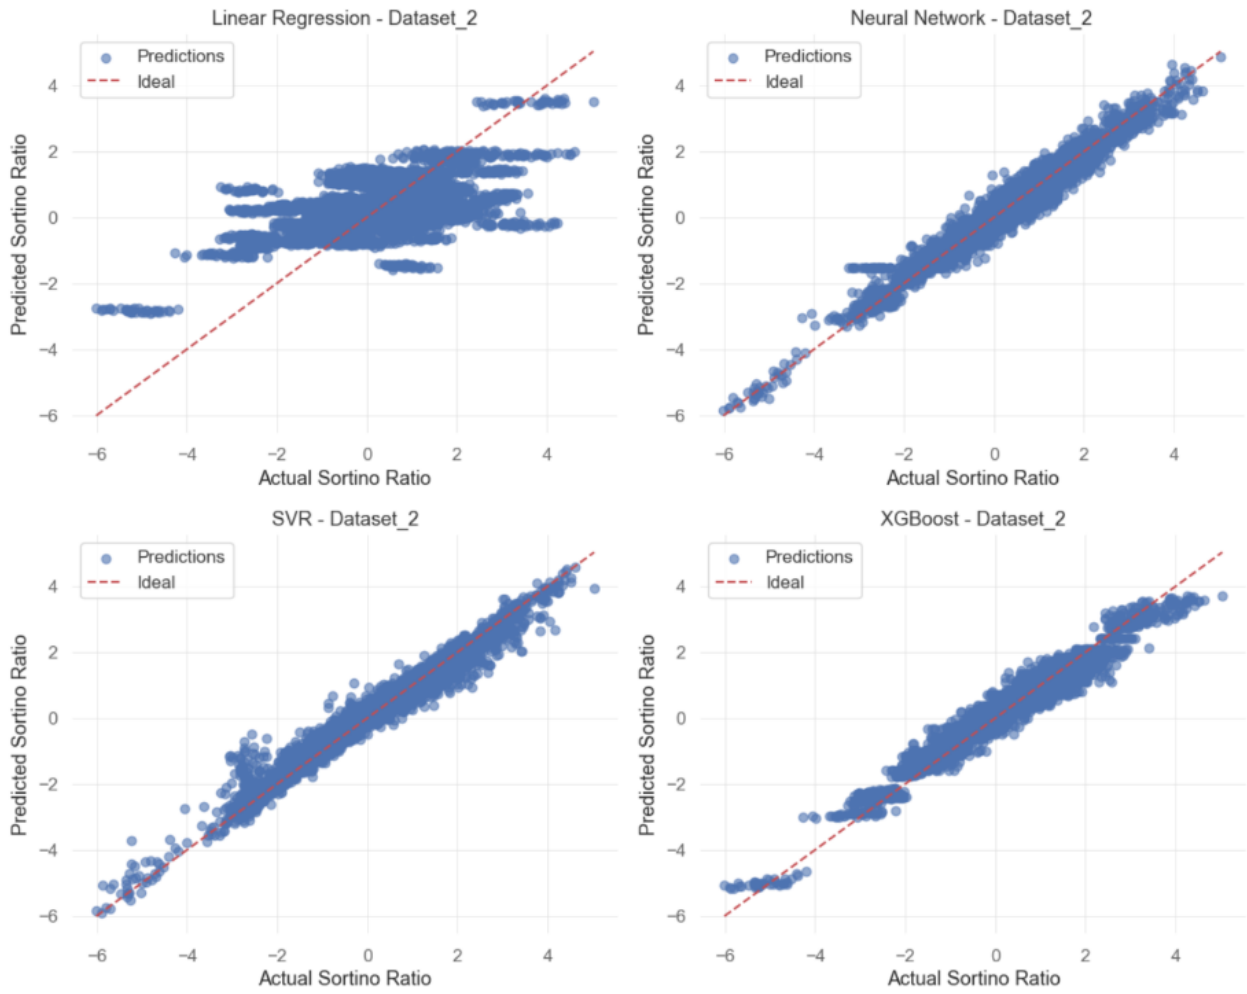 Linear Regression - Dataset_2
Predictions
Ideal
Predicted Sortino Ratio
4
2
0
−2
−4
−6
−6 −4 −2 0 2 4
Actual Sortino Ratio
Neural Network - Dataset_2
Predictions
Ideal
Predicted Sortino Ratio
4
2
0
−2
−4
−6
−6 −4 −2 0 2 4
Actual Sortino Ratio
SVR - Dataset_2
Predictions
Ideal
Predicted Sortino Ratio
4
2
0
−2
−4
−6
−6 −4 −2 0 2 4
Actual Sortino Ratio
XGBoost - Dataset_2
Predictions
Ideal
Predicted Sortino Ratio
4
2
0
−2
−4
−6
−6 −4 −2 0 2 4
Actual Sortino Ratio